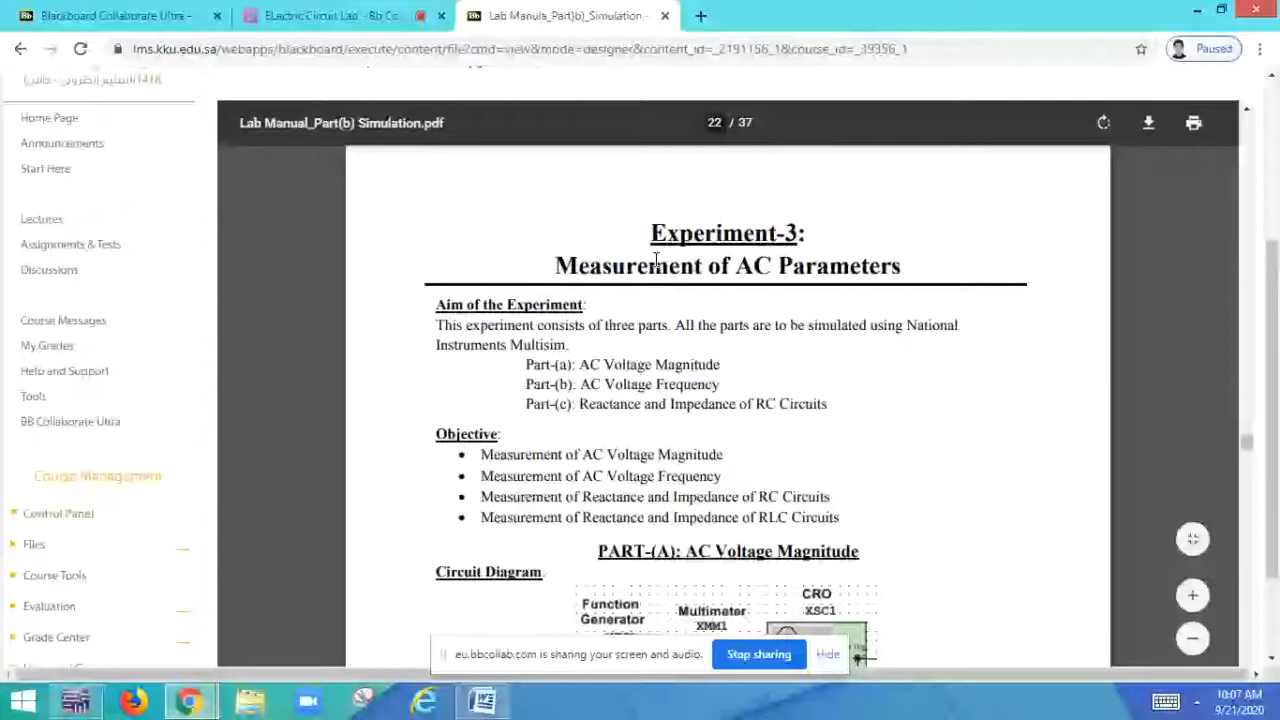 Blackboard Collaborate Ultra -
ELectric Circuit Lab - Bb Co
Lab Manula_Part(b)_Simulation-
lms.kku.edu.sa/webapps/blackboard/execute/content/file?cmd=view&mode=designer&content_id=_2191156_1&course_id=_39356_1
Paused
Home Page
Announcements
Start Here
Lectures
Assignments & Tests
Discussions
Course Messages
My Grades
Help and Support
Tools
BB Collaborate Utra
Course Management
Control Panel
Files
Course Tools
Evaluation
Grade Center
Lab Manual_Part(b) Simulation.pdf
22 / 37
Experiment-3:
Measurement of AC Parameters
Aim of the Experiment:
This experiment consists of three parts. All the parts are to be simulated using National
Instruments Multisim.
Part-(a): AC Voltage Magnitude
Part-(b): AC Voltage Frequency
Part-(c): Reactance and Impedance of RC Circuits
Objective:
• Measurement of AC Voltage Magnitude
• Measurement of AC Voltage Frequency
• Measurement of Reactance and Impedance of RC Circuits
• Measurement of Reactance and Impedance of RLC Circuits
PART-(A): AC Voltage Magnitude
Circuit Diagram
Function
Generator
Multimeter
XMM1
CRO
XSC1
eu.bbcollab.com is sharing your screen and audio.
Stop sharing
Hide
10:07 AM
9/21/2020